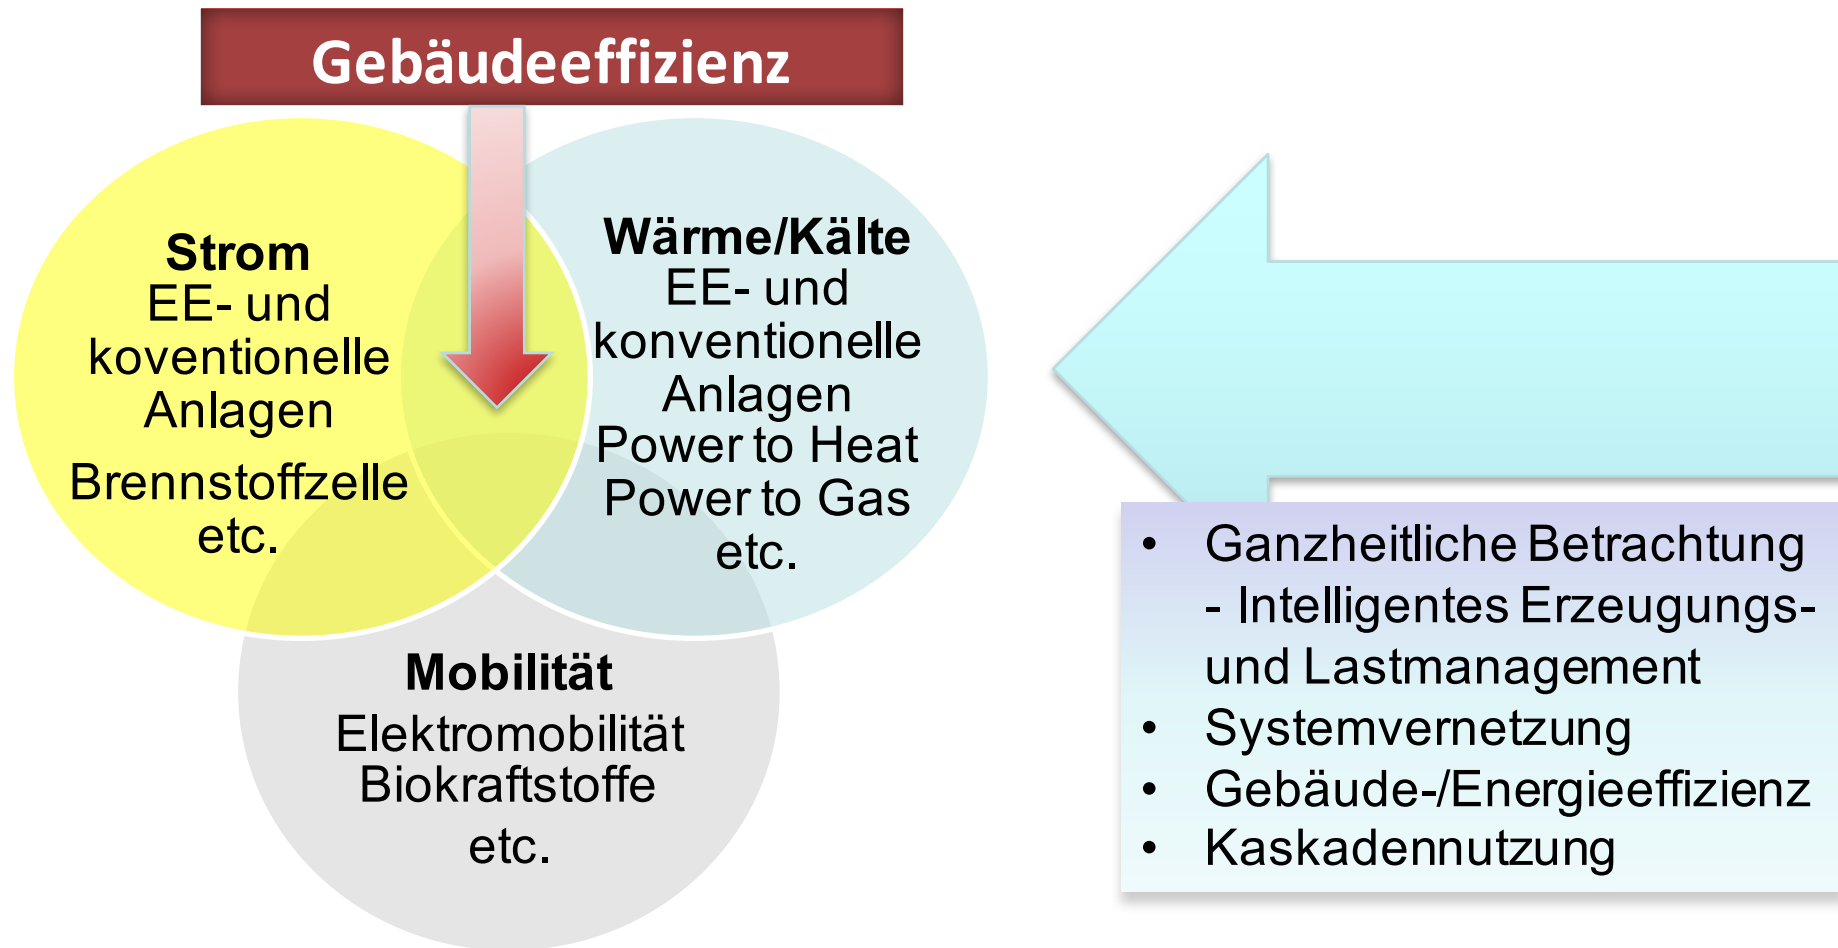 Gebäudeeffizienz
Strom
EE- und
koventionelle
Anlagen
Brennstoffzelle
etc.
Wärme/Kälte
EE- und
konventionelle
Anlagen
Power to Heat
Power to Gas
etc.
Mobilität
Elektromobilität
Biokraftstoffe
etc.
• Ganzheitliche Betrachtung
- Intelligentes Erzeugungs-
und Lastmanagement
• Systemvernetzung
• Gebäude-/Energieeffizienz
• Kaskadennutzung